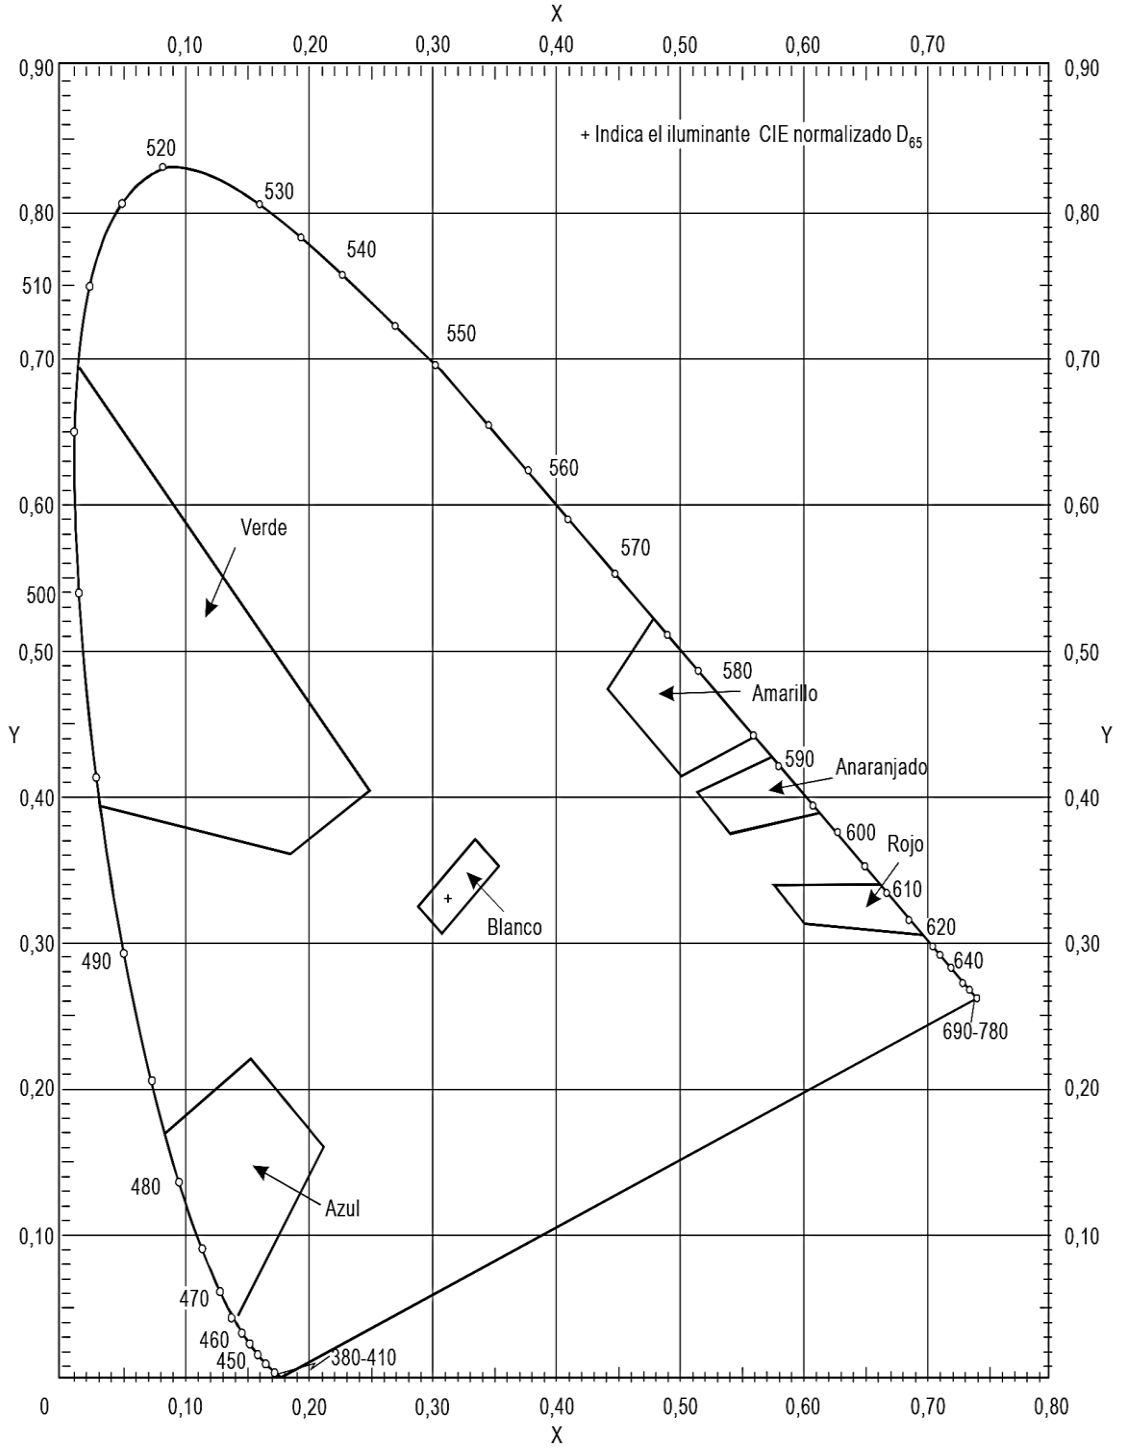 X
0,10 0,20 0,30 0,40 0,50 0,60 0,70
0,90 0,90
+ Indica el iluminante CIE normalizado D65
520
530
0,80 0,80
540
510
550
0,70 0,70
560
0,60 0,60
Verde
570
500
0,50 0,50
580
Amarillo
Y Y
590
Anaranjado
0,40 0,40
600
Rojo
610
Blanco
620
0,30 0,30
490
640
690-780
0,20 0,20
480
Azul
0,10 0,10
470
460
450
380-410
0 0,10 0,20 0,30 0,40 0,50 0,60 0,70 0,80
X